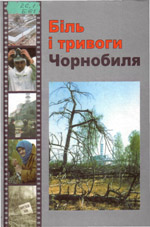 Біль
і тривоги
Чорнобиля